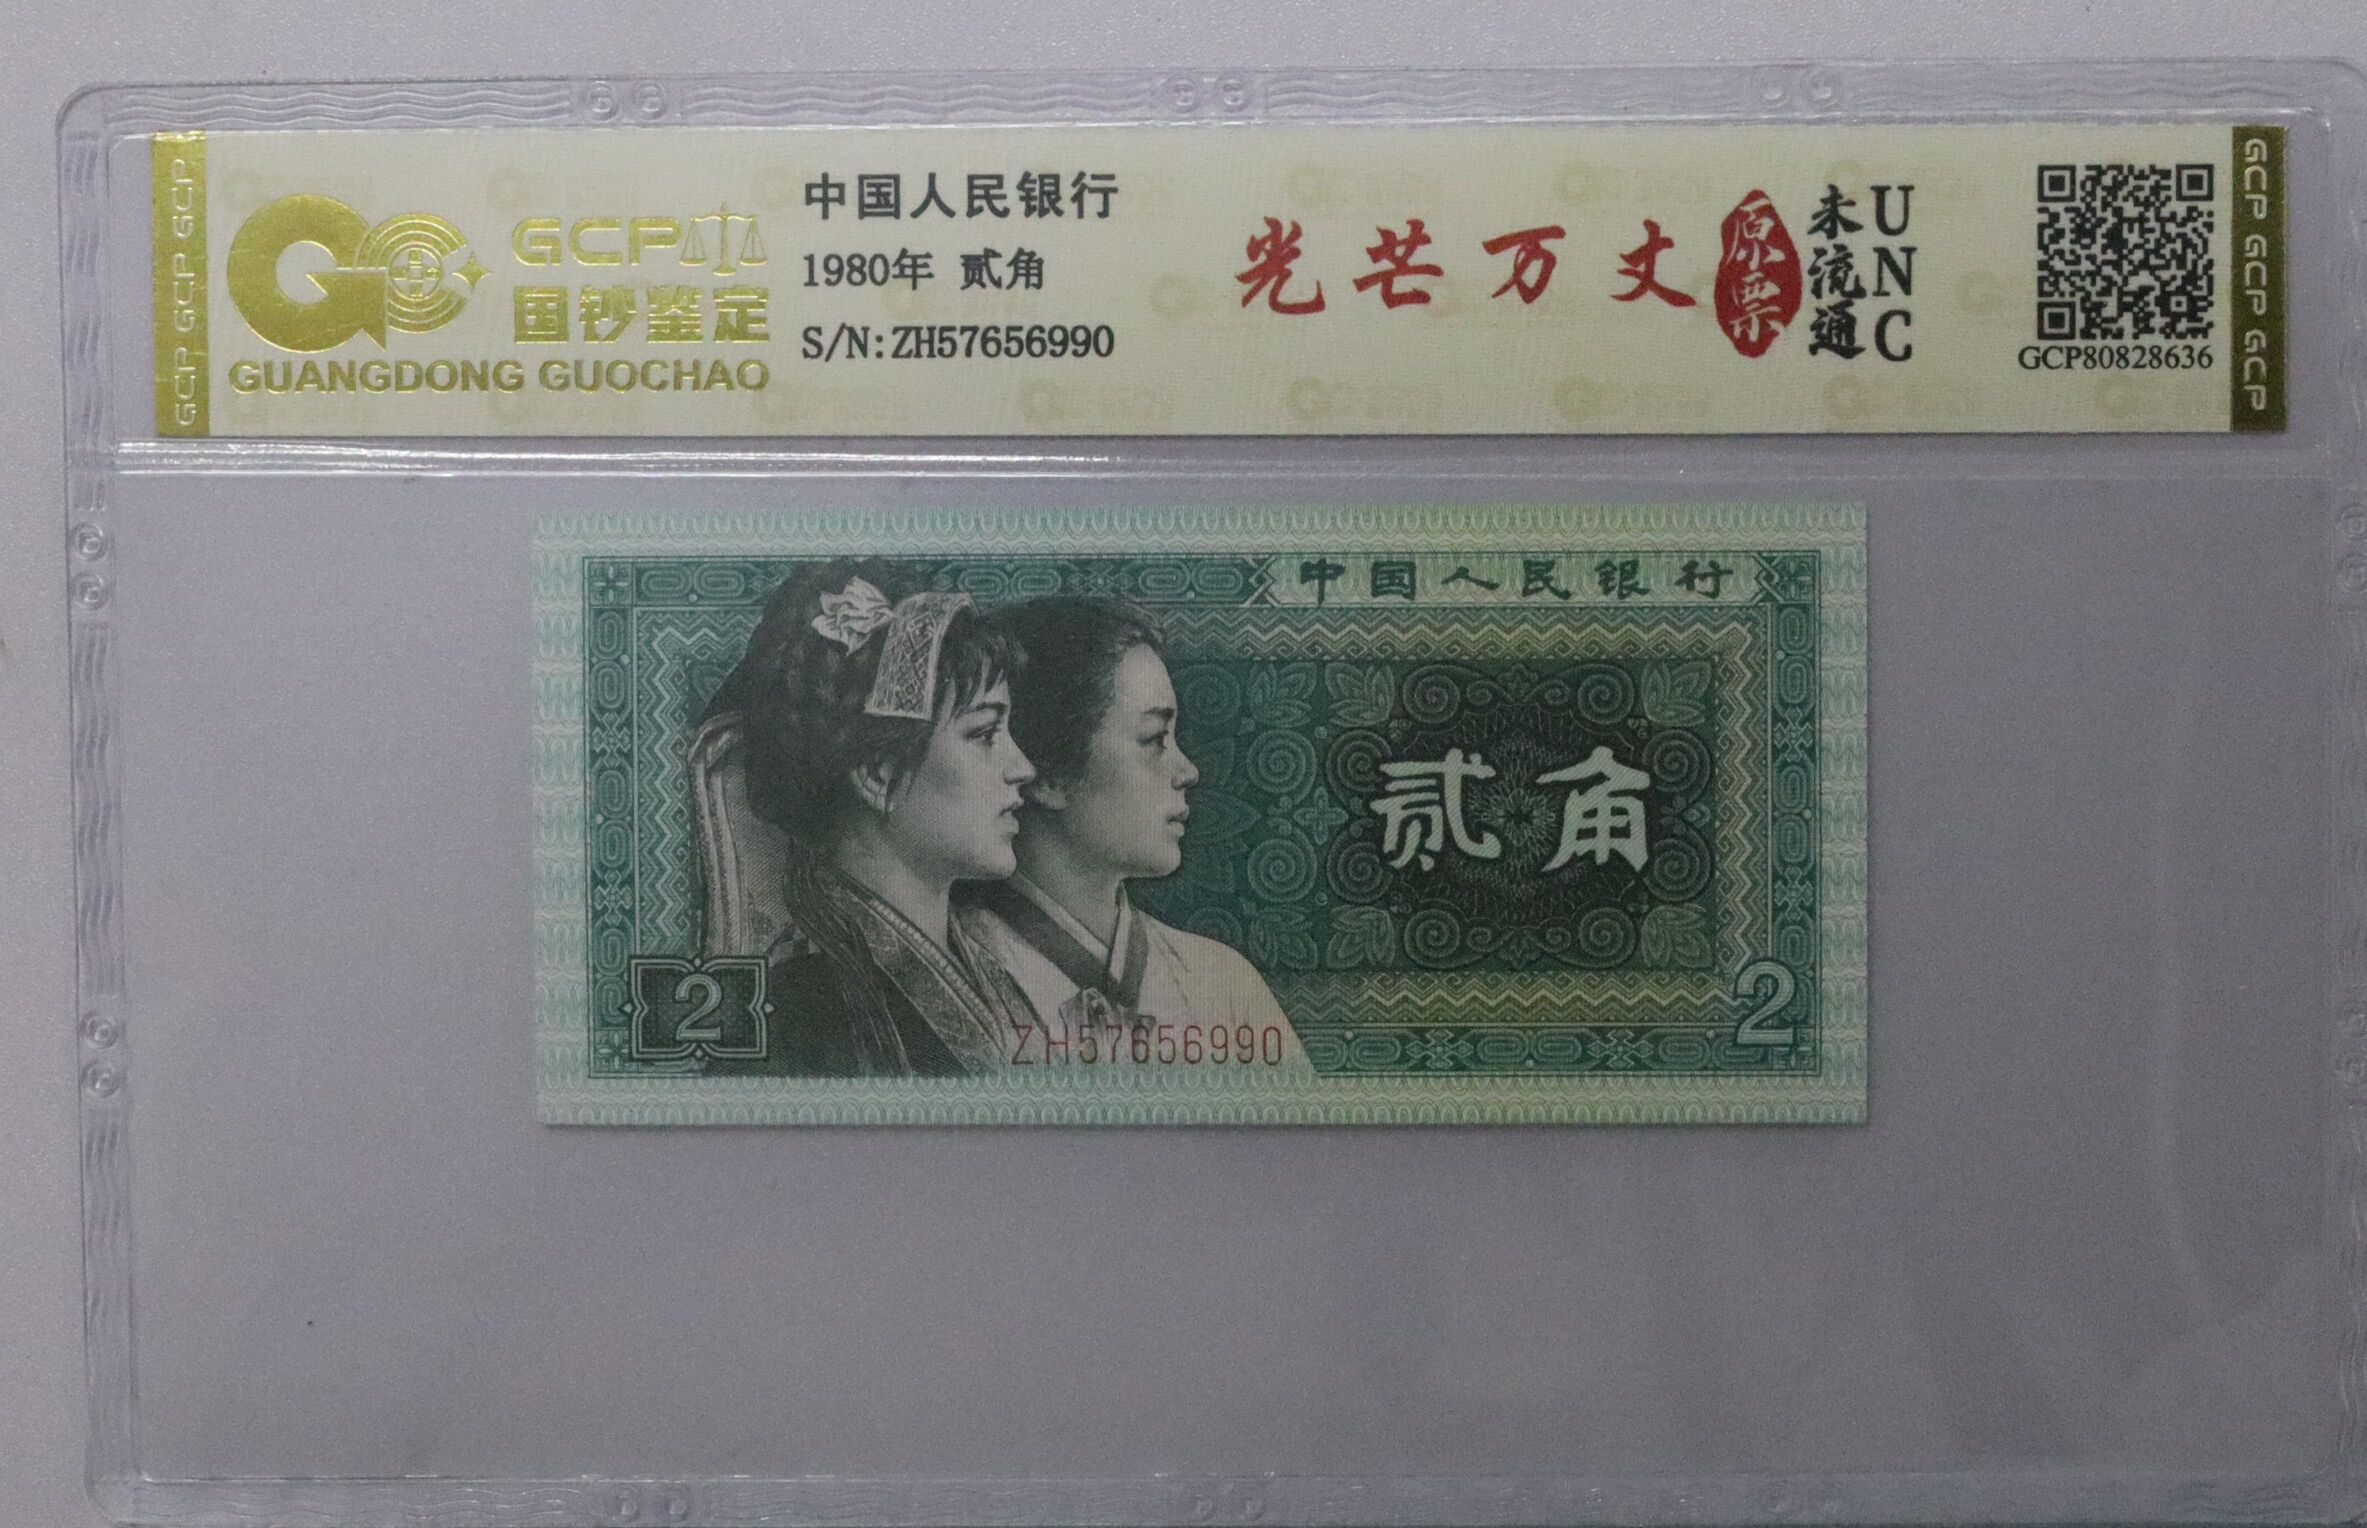 GCP GCP GCP
GCP
国钞鉴定
GUANGDONG GUOCHAO
中国人民银行
1980年 贰角
S/N:ZH57656990
光芒万丈
原票
未流通
UNC
GCP80828636
GCP GCP GCP
中国人民银行
贰角
2
ZH57656990
2